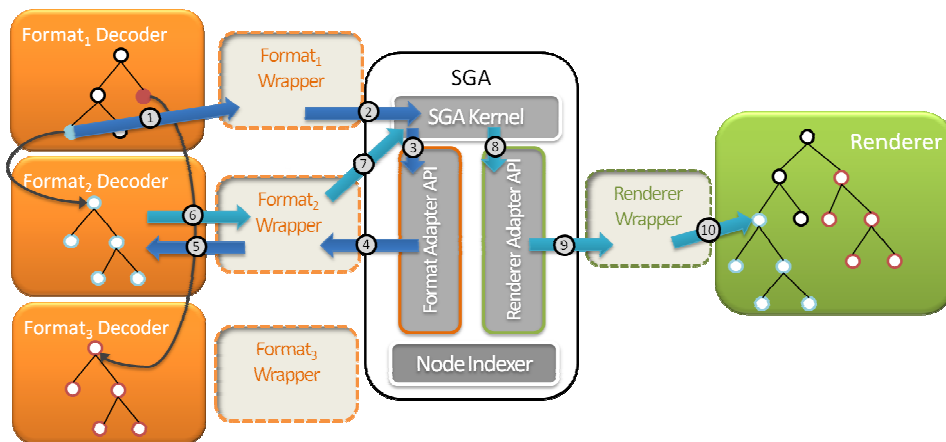 Format₁ Decoder
Format₁
Wrapper
SGA
SGA Kernel
1
2
3
8
7
Format₂ Decoder
Format₂
Wrapper
6
5
4
Format Adapter API
Renderer Adapter API
9
Renderer
Wrapper
10
Renderer
Format₃ Decoder
Format₃
Wrapper
Node Indexer